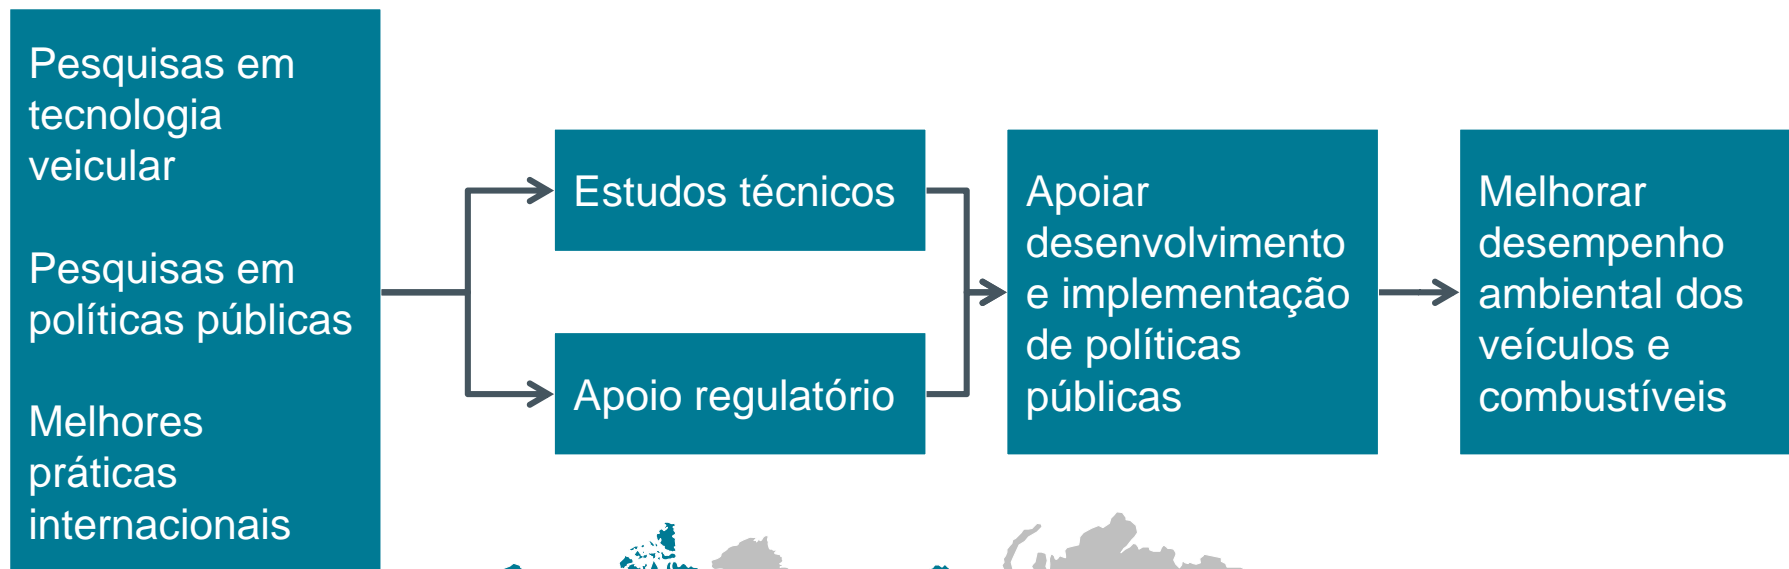 Pesquisas em
tecnologia
veicular
Pesquisas em
políticas públicas
Melhores
práticas
internacionais
Estudos técnicos
Apoio regulatório
Apoiar
desenvolvimento
e implementação
de políticas
públicas
Melhorar
desempenho
ambiental dos
veículos e
combustíveis